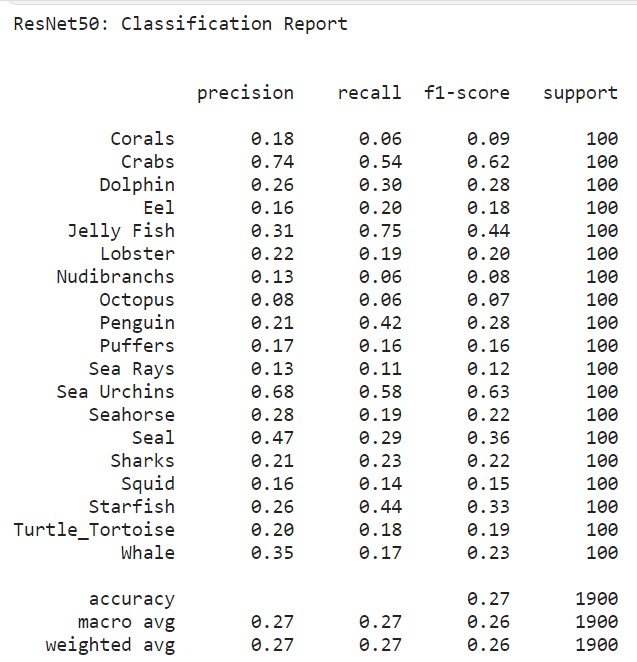 ResNet50: Classification Report
precision recall f1-score support
Corals 0.18 0.06 0.09 100
Crabs 0.74 0.54 0.62 100
Dolphin 0.26 0.30 0.28 100
Eel 0.16 0.20 0.18 100
Jelly Fish 0.31 0.75 0.44 100
Lobster 0.22 0.19 0.20 100
Nudibranchs 0.13 0.06 0.08 100
Octopus 0.08 0.06 0.07 100
Penguin 0.21 0.42 0.28 100
Puffers 0.17 0.16 0.16 100
Sea Rays 0.13 0.11 0.12 100
Sea Urchins 0.68 0.58 0.63 100
Seahorse 0.28 0.19 0.22 100
Seal 0.47 0.29 0.36 100
Sharks 0.21 0.23 0.22 100
Squid 0.16 0.14 0.15 100
Starfish 0.26 0.44 0.33 100
Turtle_Tortoise 0.20 0.18 0.19 100
Whale 0.35 0.17 0.23 100
accuracy 0.27 1900
macro avg 0.27 0.27 0.26 1900
weighted avg 0.27 0.27 0.26 1900